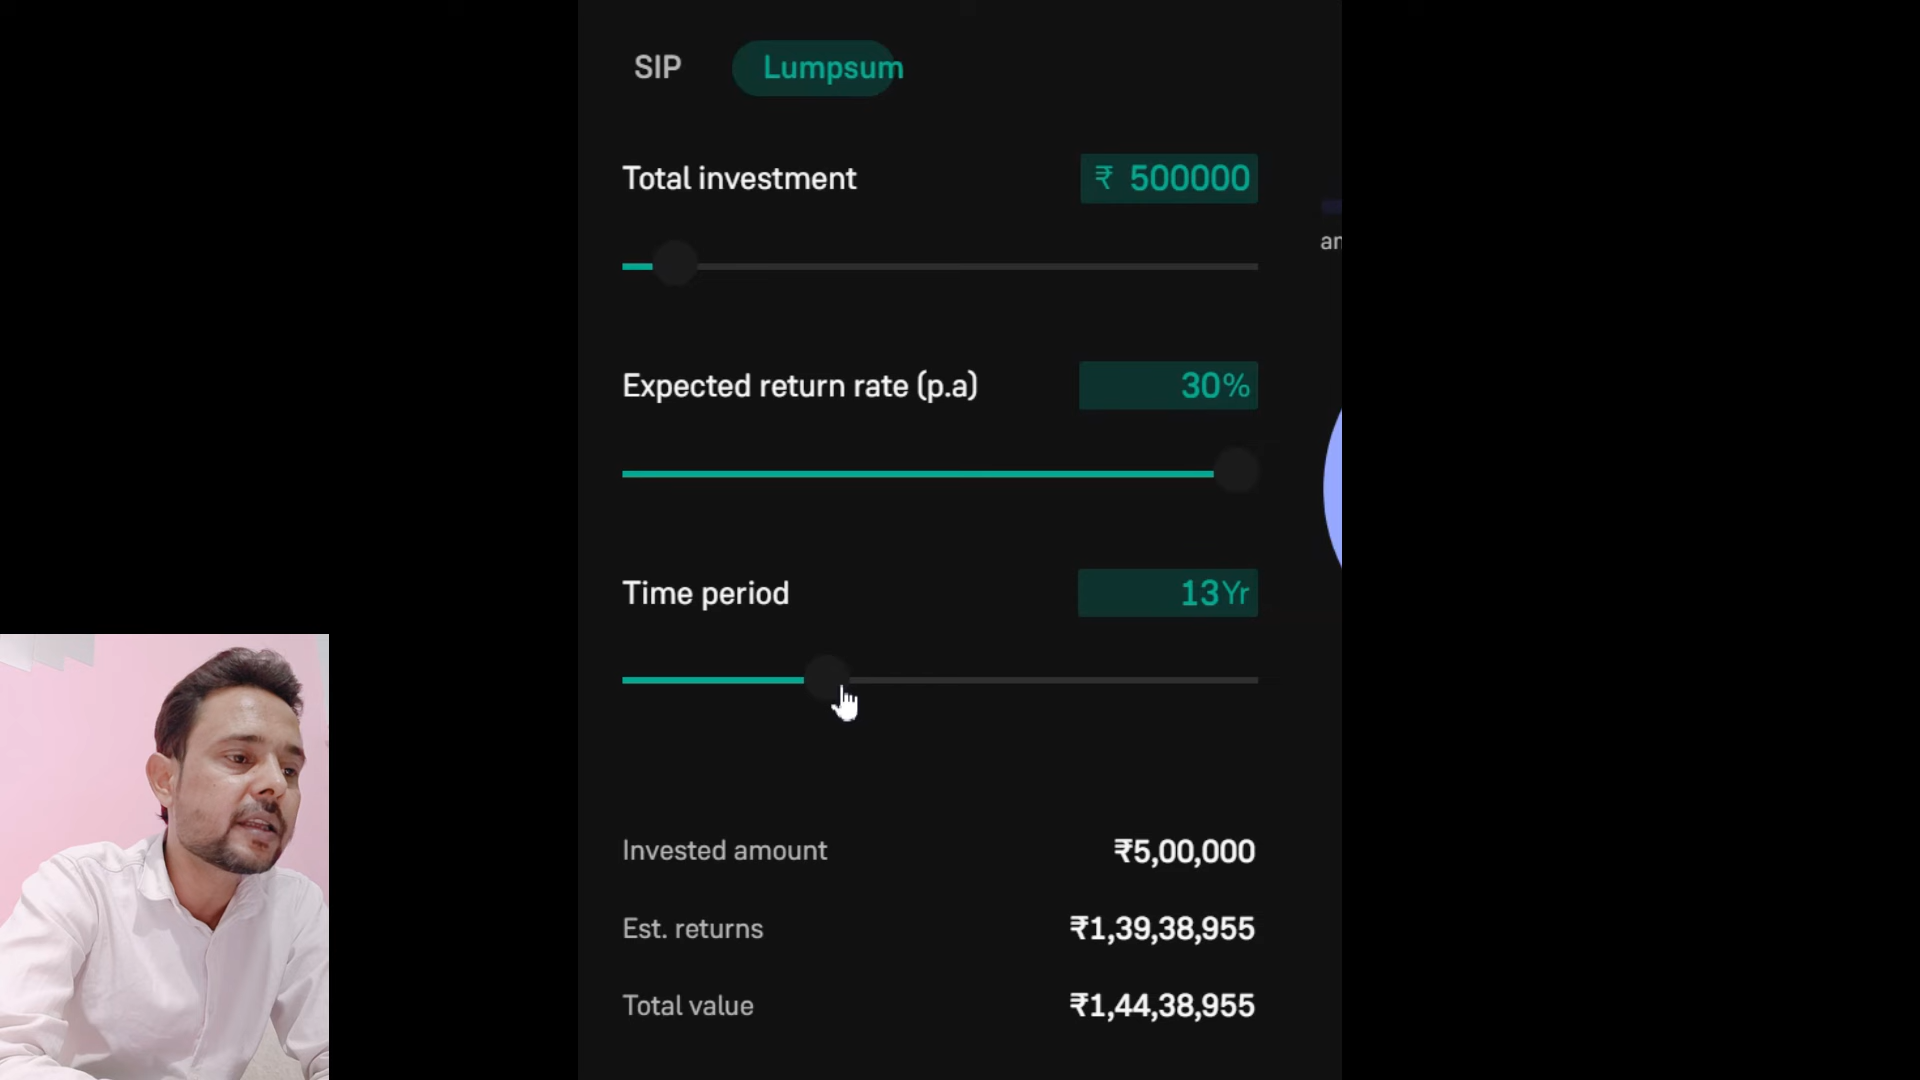 SIP Lumpsum
Total investment ₹ 500000
an
Expected return rate (p.a) 30%
Time period 13Yr
Invested amount ₹5,00,000
Est. returns ₹1,39,38,955
Total value ₹1,44,38,955